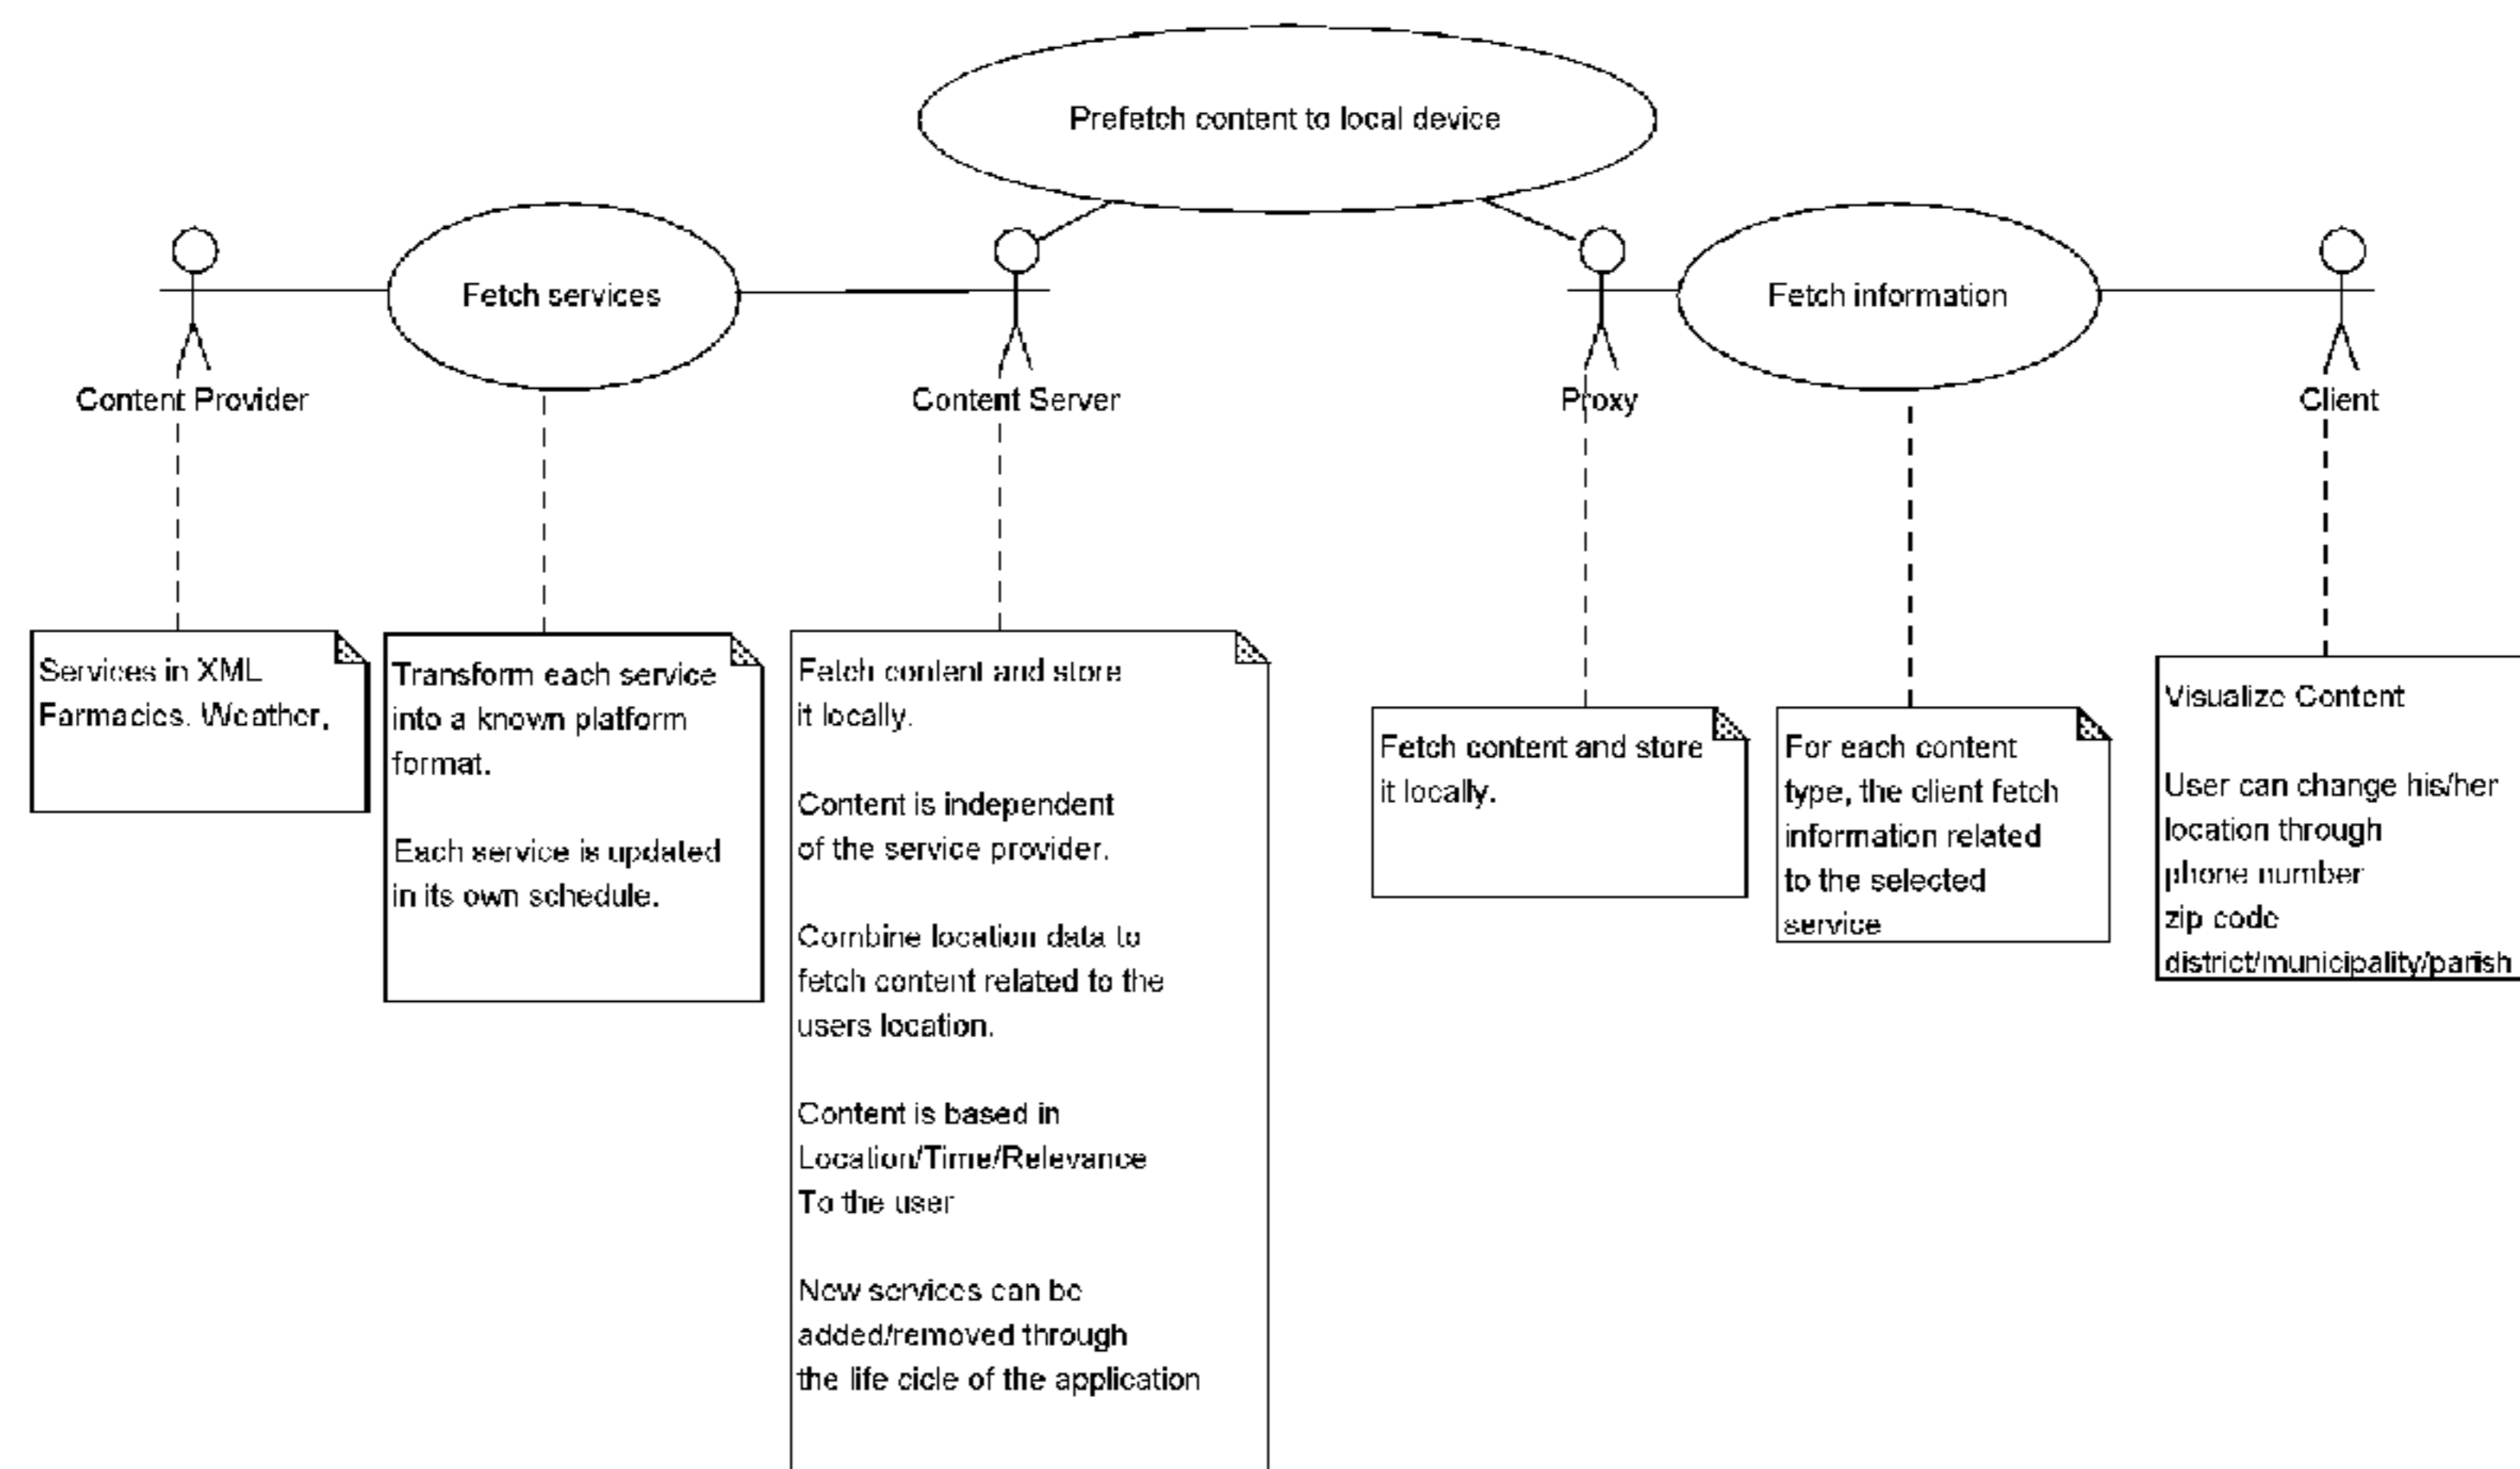 Prefetch content to local device
Fetch services
Fetch information
Content Provider
Content Server
Proxy
Client
Services in XML
Farmacies. Weather,
Transform each service
into a known platform
format.
Each service is updated
in its own schedule.
Fetch content and store
it locally.
Content is independent
of the service provider.
Combine location data to
fetch content related to the
users location.
Content is based in
Location/Time/Relevance
To the user
New services can be
added/removed through
the life cicle of the application
Fetch content and store
it locally.
For each content
type, the client fetch
information related
to the selected
service
Visualize Content
User can change his/her
location through
phone number
zip code
district/municipality/parish